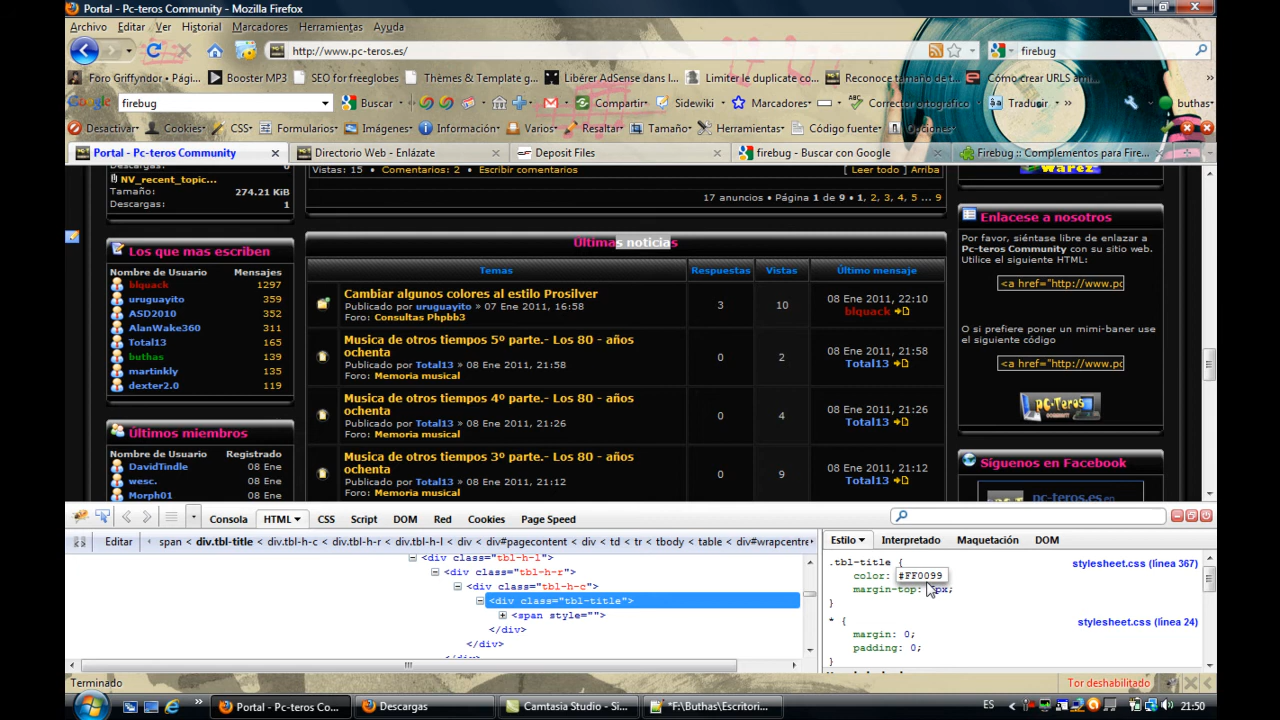 Portal - Pc-teros Community - Mozilla Firefox
Archivo Editar Ver Historial Marcadores Herramientas Ayuda
http://www.pc-teros.es/
firebug
Foro Griffyndor • Pági... Booster MP3 SEO for freeglobes Thèmes & Template g... Libérer AdSense dans l... Limiter le duplicate co... Reconoce tamaño de t... Cómo crear URLS ami...
Google firebug Buscar Compartir Sidewiki Marcadores Corrector ortográfico Traducir buthas
Desactivar Cookies CSS Formularios Imágenes Información Varios Resaltar Tamaño Herramientas Código fuente Opciones
Portal - Pc-teros Community Directorio Web - Enlázate Deposit Files firebug - Buscar con Google Firebug :: Complementos para Fire...
Descargas: 0
NV_recent_topic...
Tamaño: 274.21 KiB
Descargas: 1
Vistas: 15 • Comentarios: 2 • Escribir comentarios [ Leer todo ] Arriba
17 anuncios • Página 1 de 9 • 1, 2, 3, 4, 5 ... 9
Warez
Los que mas escriben
Nombre de Usuario Mensajes
blquack 1297
uruguayito 359
ASD2010 352
AlanWake360 311
Total13 165
buthas 139
martinkly 135
dexter2.0 119
Últimos miembros
Nombre de Usuario Registrado
DavidTindle 08 Ene
wesc. 08 Ene
Morph01 08 Ene
Últimas noticias
Temas Respuestas Vistas Último mensaje
Cambiar algunos colores al estilo Prosilver
Publicado por uruguayito » 07 Ene 2011, 16:58
Foro: Consultas Phpbb3
3 10 08 Ene 2011, 22:10
blquack
Musica de otros tiempos 5º parte.- Los 80 - años
ochenta
Publicado por Total13 » 08 Ene 2011, 21:58
Foro: Memoria musical
0 2 08 Ene 2011, 21:58
Total13
Musica de otros tiempos 4º parte.- Los 80 - años
ochenta
Publicado por Total13 » 08 Ene 2011, 21:26
Foro: Memoria musical
0 4 08 Ene 2011, 21:26
Total13
Musica de otros tiempos 3º parte.- Los 80 - años
ochenta
Publicado por Total13 » 08 Ene 2011, 21:12
Foro: Memoria musical
0 9 08 Ene 2011, 21:12
Total13
Enlacese a nosotros
Por favor, siéntase libre de enlazar a
Pc-teros Community con su sitio web.
Utilice el siguiente HTML:
<a href="http://www.pc
O si prefiere poner un mimi-baner use
el siguiente código
<a href="http://www.pc
PC-Teros
Síguenos en Facebook
pc-teros.es en
Consola HTML CSS Script DOM Red Cookies Page Speed
Editar span < div.tbl-title < div.tbl-h-c < div.tbl-h-r < div.tbl-h-l < div#pagecontent < td < tr < tbody < table < div#wrapcentre
Estilo Interpretado Maquetación DOM
<div class="tbl-h-l">
<div class="tbl-h-r">
<div class="tbl-h-c">
<div class="tbl-title">
<span style="">
</div>
</div>
.tbl-title { stylesheet.css (línea 367)
color: #FF0099
margin-top: px;
}
* { stylesheet.css (línea 24)
margin: 0;
padding: 0;
}
Terminado Tor deshabilitado
Portal - Pc-teros Co... Descargas Camtasia Studio - Si... *F:\Buthas\Escritori... ES 21:50